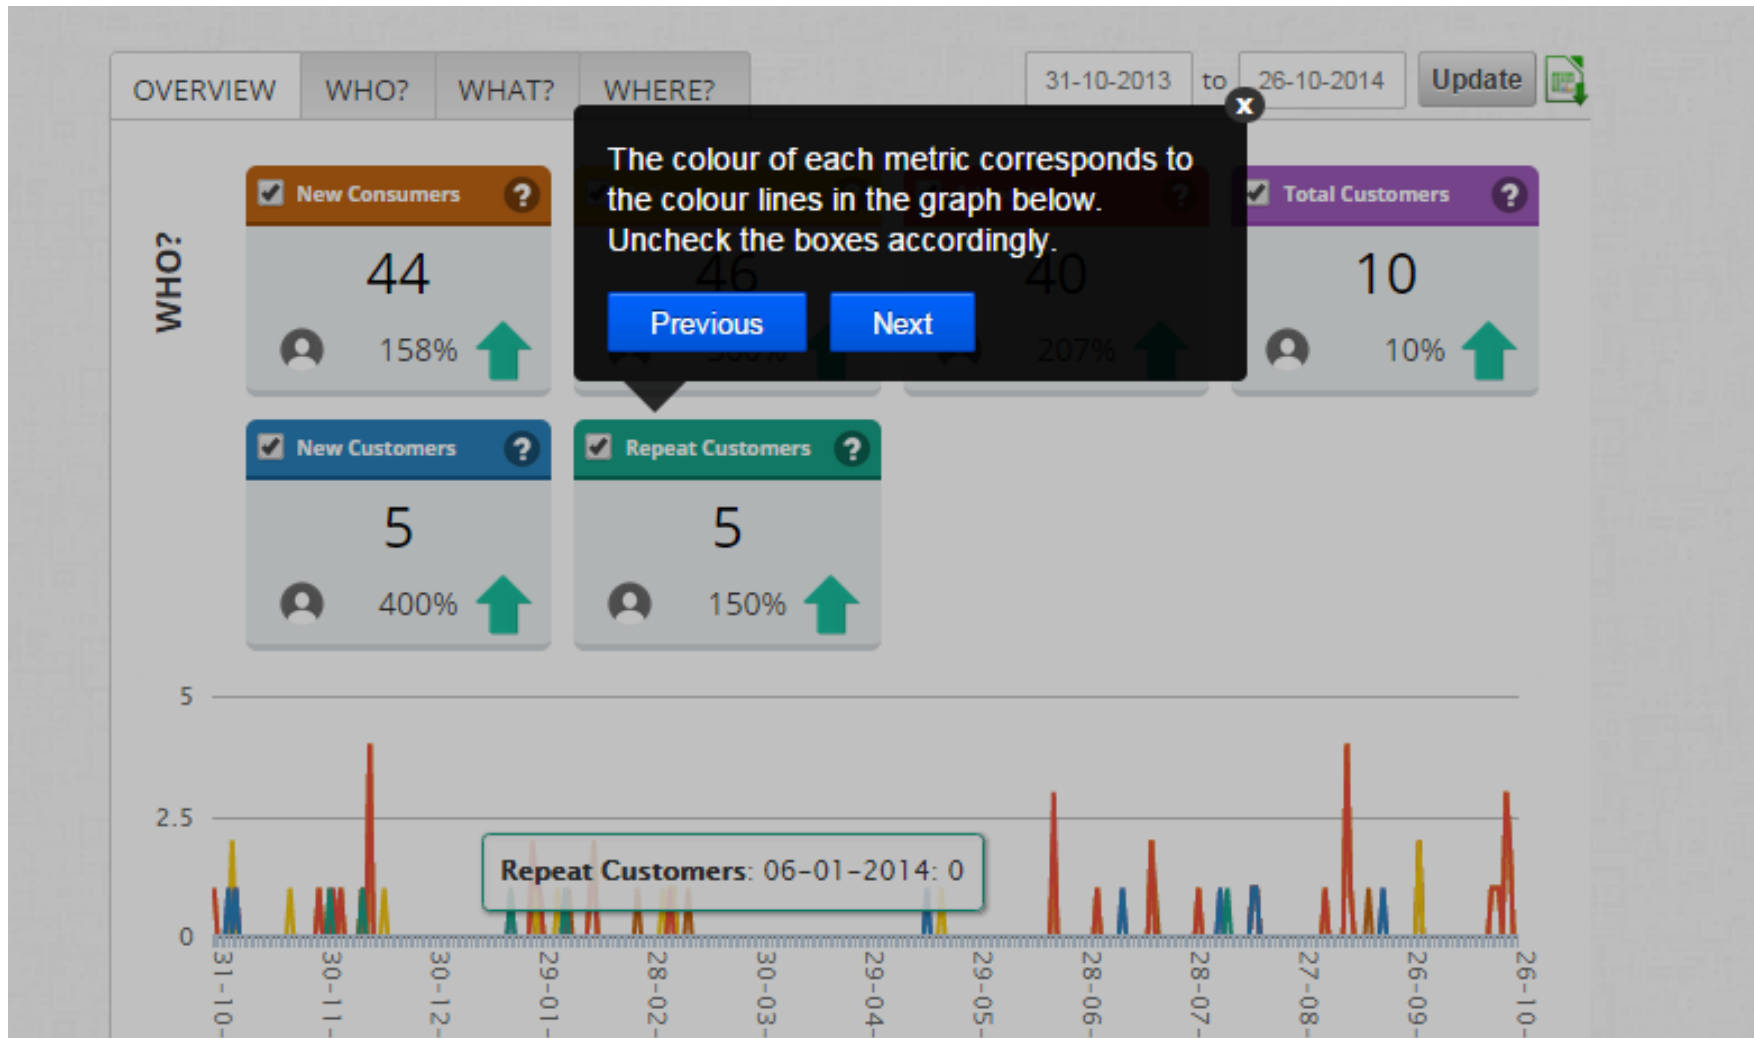 OVERVIEW WHO? WHAT? WHERE? 31-10-2013 to 26-10-2014 Update
x
The colour of each metric corresponds to
the colour lines in the graph below.
Uncheck the boxes accordingly.
Previous Next
WHO?
New Consumers ? ? Total Customers ?
44 46 40 10
158% 207% 10%
New Customers ? Repeat Customers ?
5 5
400% 150%
5
2.5
0
Repeat Customers: 06-01-2014: 0
31-10- 30-11- 30-12- 29-01- 28-02- 30-03- 29-04- 29-05- 28-06- 28-07- 27-08- 26-09- 26-10-